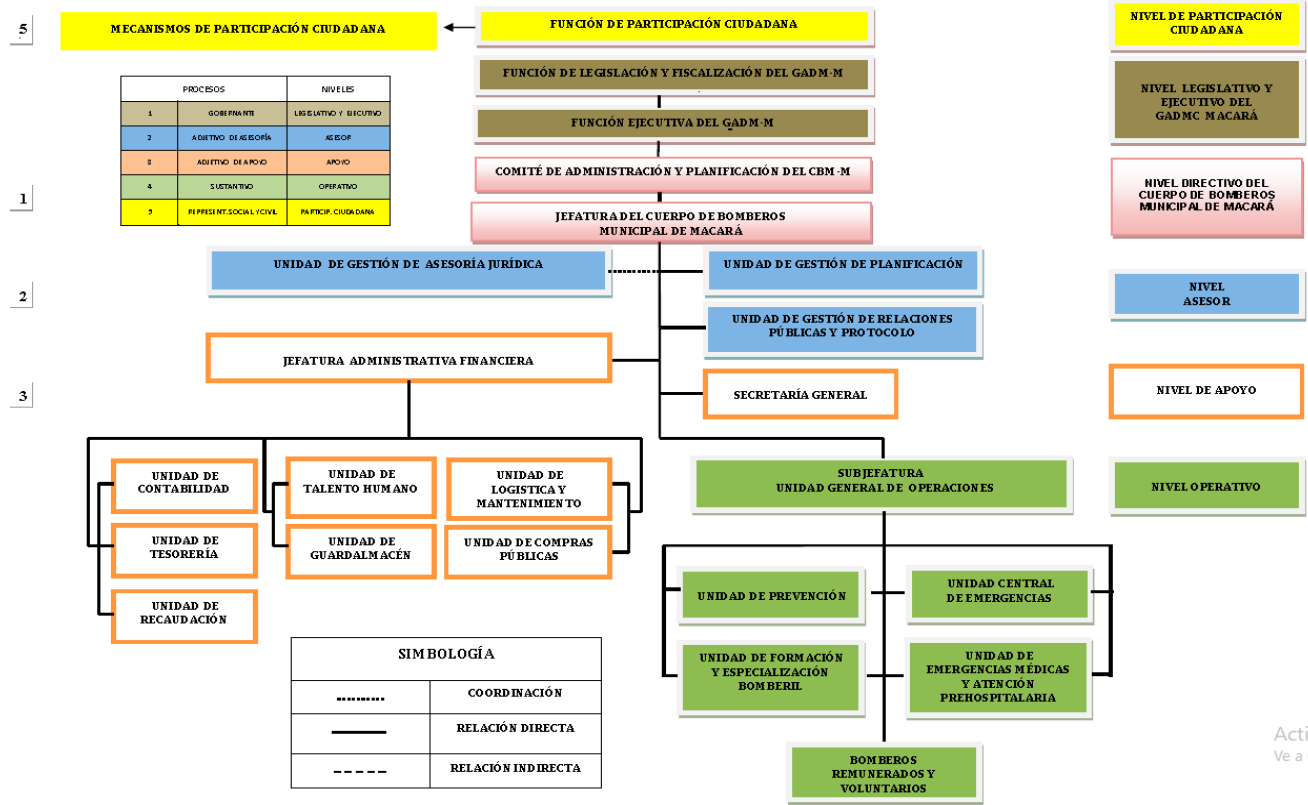 5
MECANISMOS DE PARTICIPACIÓN CIUDADANA
FUNCIÓN DE PARTICIPACIÓN CIUDADANA
NIVEL DE PARTICIPACIÓN
CIUDADANA
FUNCIÓN DE LEGISLACIÓN Y FISCALIZACIÓN DEL GADM-M
FUNCIÓN EJECUTIVA DEL GADM-M
NIVEL LEGISLATIVO Y
EJECUTIVO DEL
GADMC MACARÁ
PROCESOS NIVELES
1 GOBERNANTE LEGISLATIVO Y EJECUTIVO
2 ADJETIVO DE ASESORÍA ASESOR
3 ADJETIVO DE APOYO APOYO
4 SUSTANTIVO OPERATIVO
5 REPRESENT. SOCIAL Y CIVIL PARTICIP. CIUDADANA
1
COMITÉ DE ADMINISTRACIÓN Y PLANIFICACIÓN DEL CBM-M
JEFATURA DEL CUERPO DE BOMBEROS
MUNICIPAL DE MACARÁ
NIVEL DIRECTIVO DEL
CUERPO DE BOMBEROS
MUNICIPAL DE MACARÁ
2
UNIDAD DE GESTIÓN DE ASESORÍA JURÍDICA
UNIDAD DE GESTIÓN DE PLANIFICACIÓN
UNIDAD DE GESTIÓN DE RELACIONES
PÚBLICAS Y PROTOCOLO
NIVEL
ASESOR
3
JEFATURA ADMINISTRATIVA FINANCIERA
SECRETARÍA GENERAL
NIVEL DE APOYO
UNIDAD DE
CONTABILIDAD
UNIDAD DE
TALENTO HUMANO
UNIDAD DE
LOGISTICA Y
MANTENIMIENTO
UNIDAD DE
TESORERÍA
UNIDAD DE
GUARDALMACÉN
UNIDAD DE COMPRAS
PÚBLICAS
UNIDAD DE
RECAUDACIÓN
SUBJEFATURA
UNIDAD GENERAL DE OPERACIONES
NIVEL OPERATIVO
UNIDAD DE PREVENCIÓN
UNIDAD CENTRAL
DE EMERGENCIAS
UNIDAD DE FORMACIÓN
Y ESPECIALIZACIÓN
BOMBERIL
UNIDAD DE
EMERGENCIAS MÉDICAS
Y ATENCIÓN
PREHOSPITALARIA
BOMBEROS
REMUNERADOS Y
VOLUNTARIOS
SIMBOLOGÍA
COORDINACIÓN
RELACIÓN DIRECTA
RELACIÓN INDIRECTA
Acti
Ve a